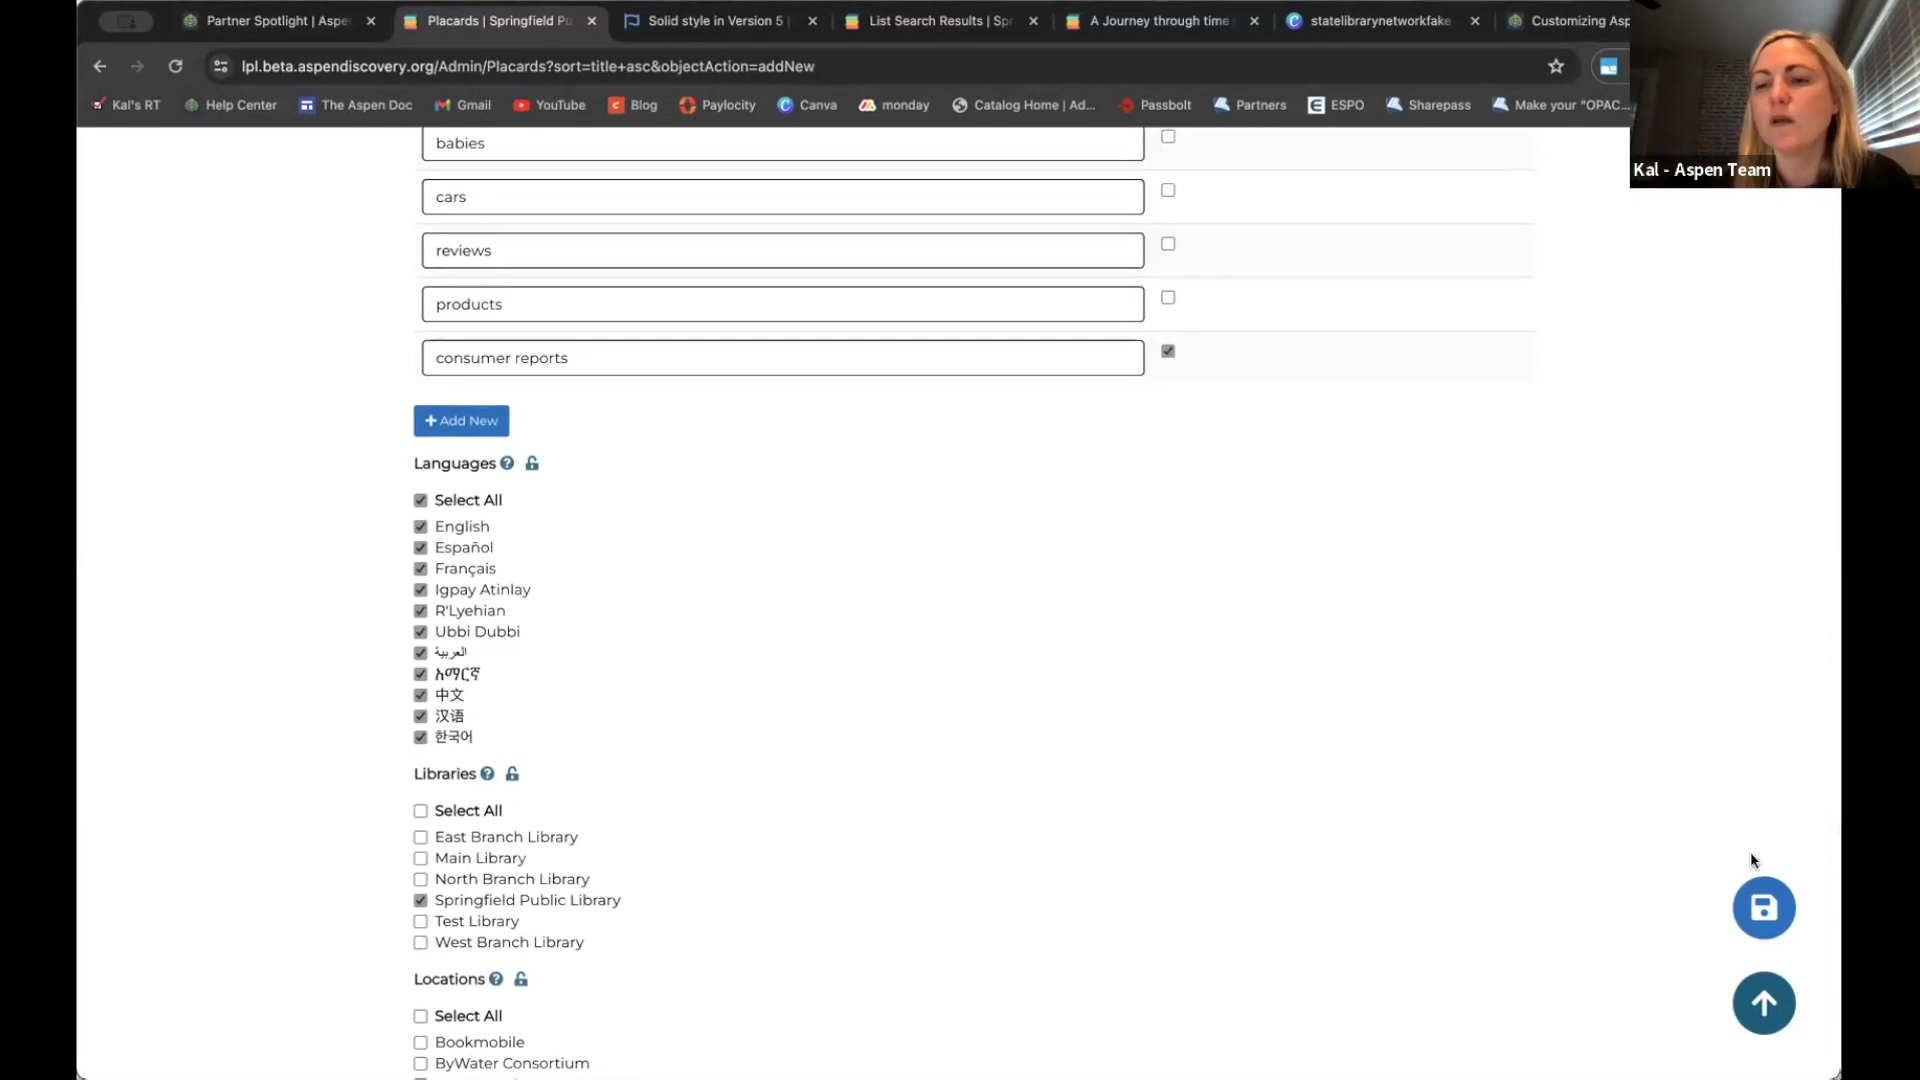 Partner Spotlight | Aspe
Placards | Springfield Pu
Solid style in Version 5 |
List Search Results | Spr
A Journey through time
statelibrarynetworkfake
Customizing Asp
lpl.beta.aspendiscovery.org/Admin/Placards?sort=title+asc&objectAction=addNew
Kal's RT
Help Center
The Aspen Doc
Gmail
YouTube
Blog
Paylocity
Canva
monday
Catalog Home | Ad...
Passbolt
Partners
ESPO
Sharepass
Make your "OPAC...
Kal - Aspen Team
babies
cars
reviews
products
consumer reports
+ Add New
Languages
Select All
English
Español
Français
Igpay Atinlay
R'Lyehian
Ubbi Dubbi
العربية
አማርኛ
中文
汉语
한국어
Libraries
Select All
East Branch Library
Main Library
North Branch Library
Springfield Public Library
Test Library
West Branch Library
Locations
Select All
Bookmobile
ByWater Consortium